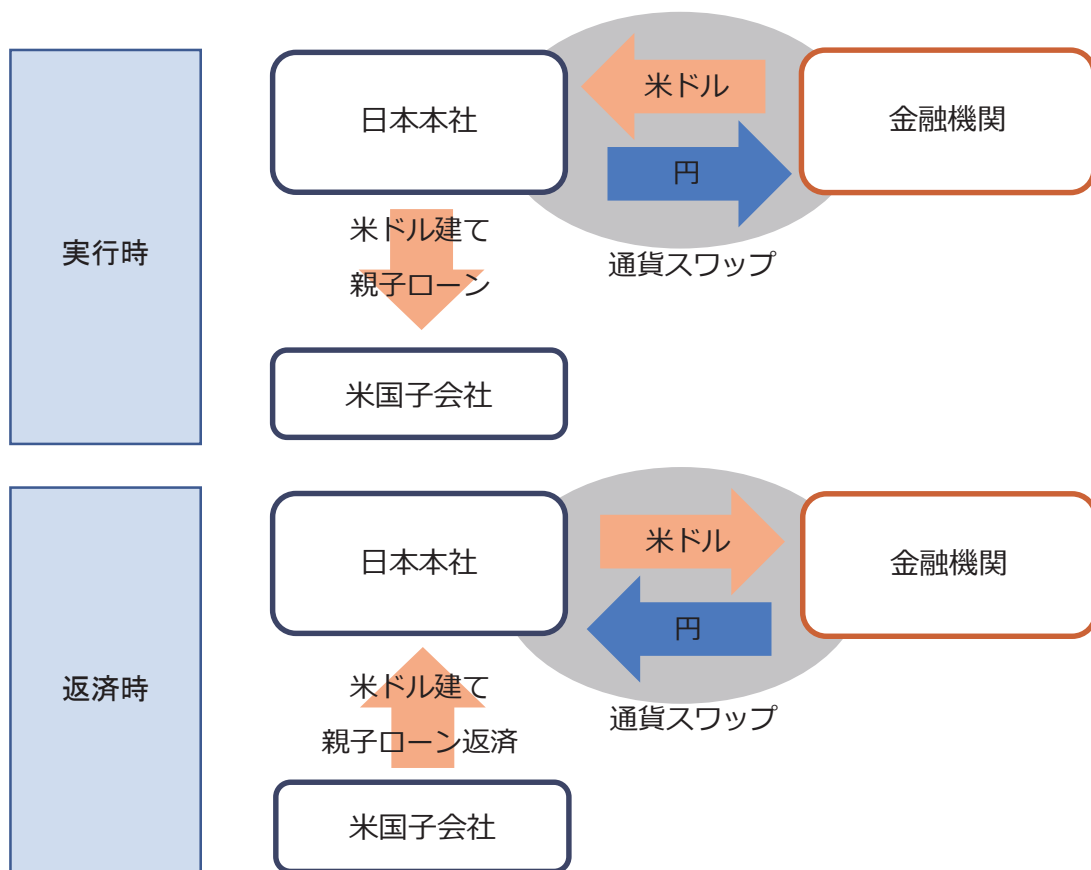 実行時
日本本社
米ドル
円
金融機関
通貨スワップ
米ドル建て
親子ローン
米国子会社
返済時
日本本社
米ドル
円
金融機関
通貨スワップ
米ドル建て
親子ローン返済
米国子会社